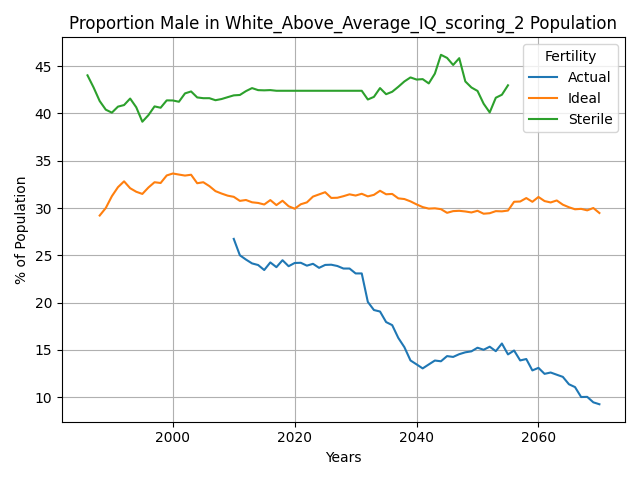 Proportion Male in White_Above_Average_IQ_scoring_2 Population
Fertility
Actual
Ideal
Sterile
% of Population
45
40
35
30
25
20
15
10
2000 2020 2040 2060
Years